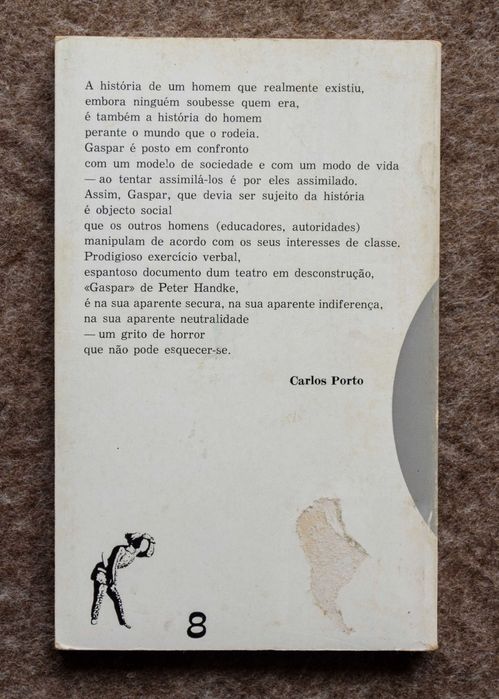 A história de um homem que realmente existiu,
embora ninguém soubesse quem era,
é também a história do homem
perante o mundo que o rodeia.
Gaspar é posto em confronto
com um modelo de sociedade e com um modo de vida
— ao tentar assimilá-los é por eles assimilado.
Assim, Gaspar, que devia ser sujeito da história
é objecto social
que os outros homens (educadores, autoridades)
manipulam de acordo com os seus interesses de classe.
Prodigioso exercício verbal,
espantoso documento dum teatro em desconstrução,
«Gaspar» de Peter Handke,
é na sua aparente secura, na sua aparente indiferença,
na sua aparente neutralidade
— um grito de horror
que não pode esquecer-se.
Carlos Porto
8